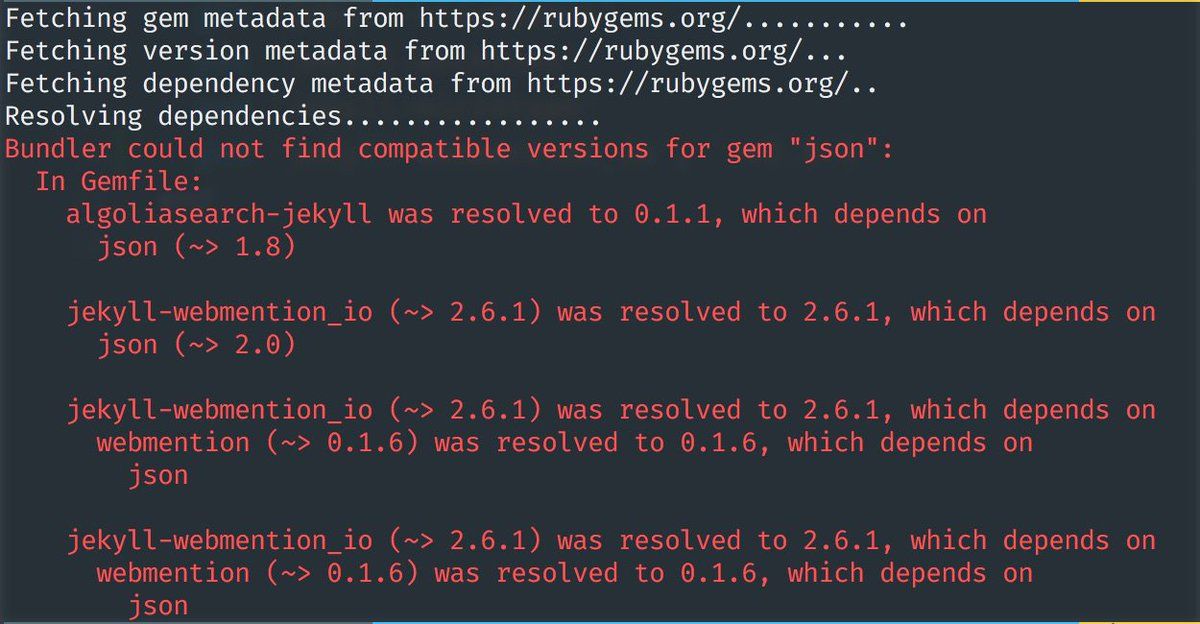 Fetching gem metadata from https://rubygems.org/...........
Fetching version metadata from https://rubygems.org/...
Fetching dependency metadata from https://rubygems.org/..
Resolving dependencies.................
Bundler could not find compatible versions for gem "json":
In Gemfile:
algoliasearch-jekyll was resolved to 0.1.1, which depends on
json (~> 1.8)
jekyll-webmention_io (~> 2.6.1) was resolved to 2.6.1, which depends on
json (~> 2.0)
jekyll-webmention_io (~> 2.6.1) was resolved to 2.6.1, which depends on
webmention (~> 0.1.6) was resolved to 0.1.6, which depends on
json
jekyll-webmention_io (~> 2.6.1) was resolved to 2.6.1, which depends on
webmention (~> 0.1.6) was resolved to 0.1.6, which depends on
json